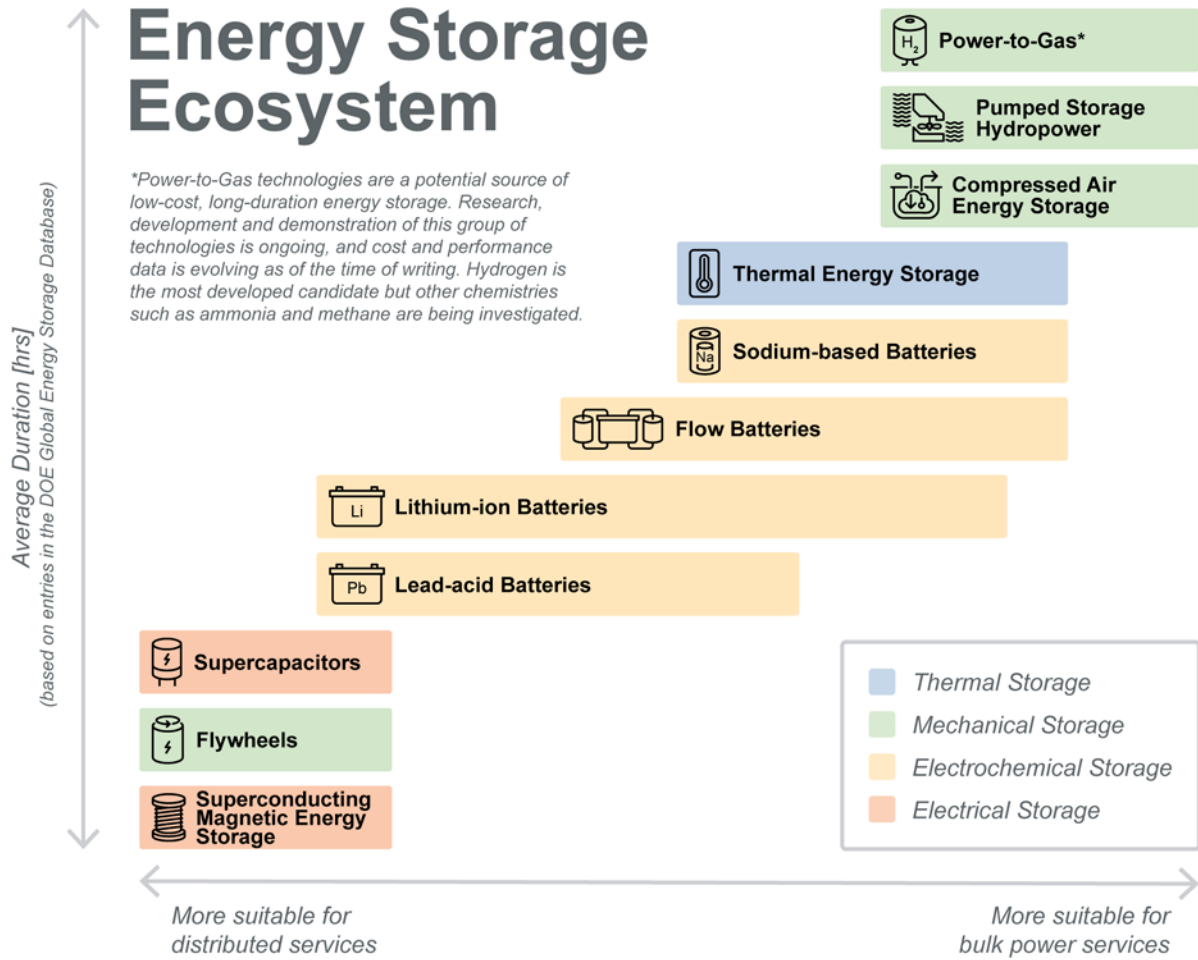 Energy Storage
Ecosystem
*Power-to-Gas technologies are a potential source of
low-cost, long-duration energy storage. Research,
development and demonstration of this group of
technologies is ongoing, and cost and performance
data is evolving as of the time of writing. Hydrogen is
the most developed candidate but other chemistries
such as ammonia and methane are being investigated.
Average Duration [hrs]
(based on entries in the DOE Global Energy Storage Database)
H2
Power-to-Gas*
Pumped Storage
Hydropower
Compressed Air
Energy Storage
Thermal Energy Storage
Na
Sodium-based Batteries
Flow Batteries
Li
Lithium-ion Batteries
Pb
Lead-acid Batteries
Supercapacitors
Flywheels
Superconducting
Magnetic Energy
Storage
Thermal Storage
Mechanical Storage
Electrochemical Storage
Electrical Storage
More suitable for
distributed services
More suitable for
bulk power services